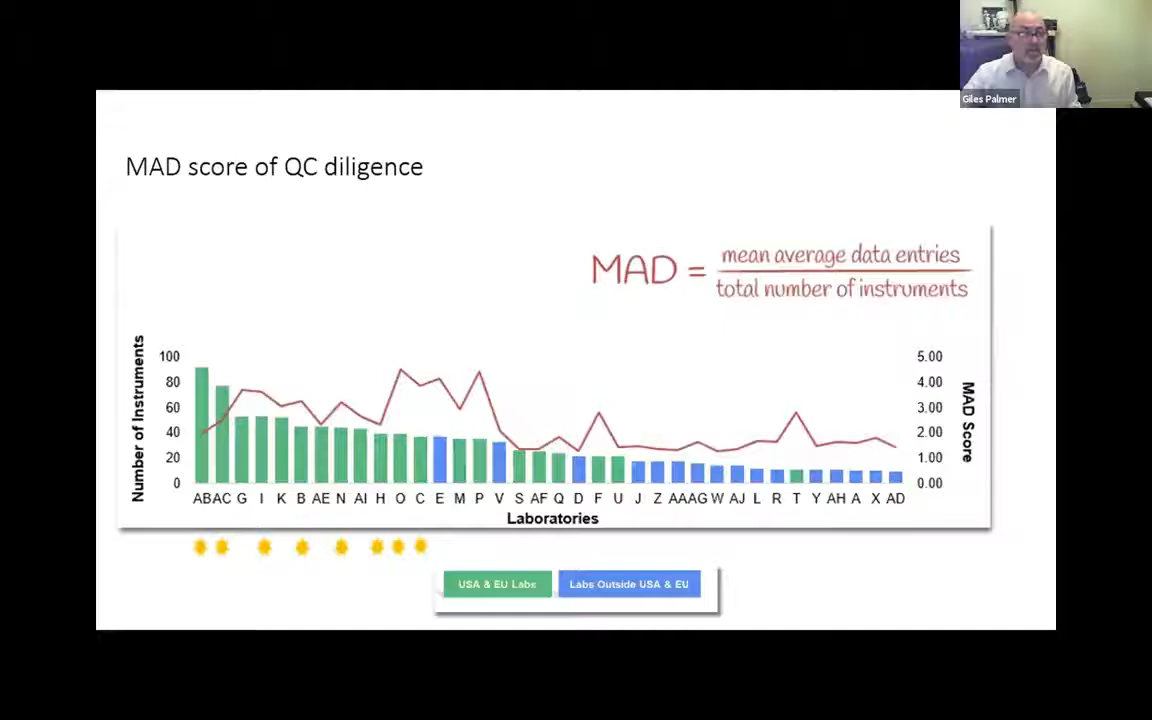 Giles Palmer
MAD score of QC diligence
MAD = mean average data entries
total number of instruments
Number of Instruments
100
80
60
40
20
0
5.00
4.00
3.00
2.00
1.00
0.00
MAD Score
AB AC G I K B AE N AI H O C E M P V S AF Q D F U J Z AA AG W AJ L R T Y AH A X AD
Laboratories
USA & EU Labs
Labs Outside USA & EU